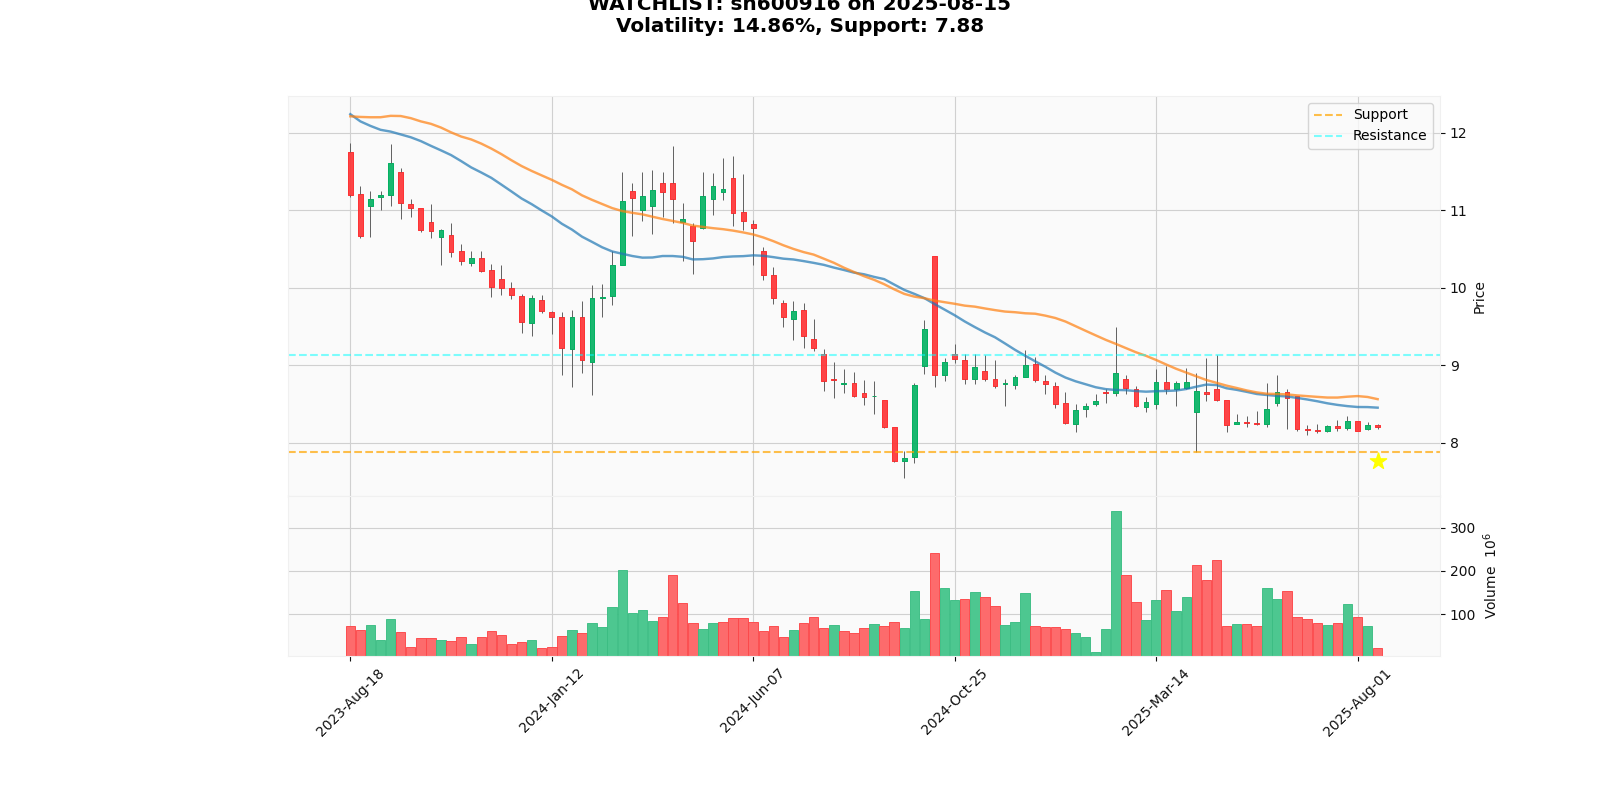 WATCHLIST: sh600916 on 2025-08-15
Volatility: 14.86%, Support: 7.88
Support
Resistance
12
11
10
9
8
Price
300
200
100
Volume 10⁶
2023-Aug-18
2024-Jan-12
2024-Jun-07
2024-Oct-25
2025-Mar-14
2025-Aug-01